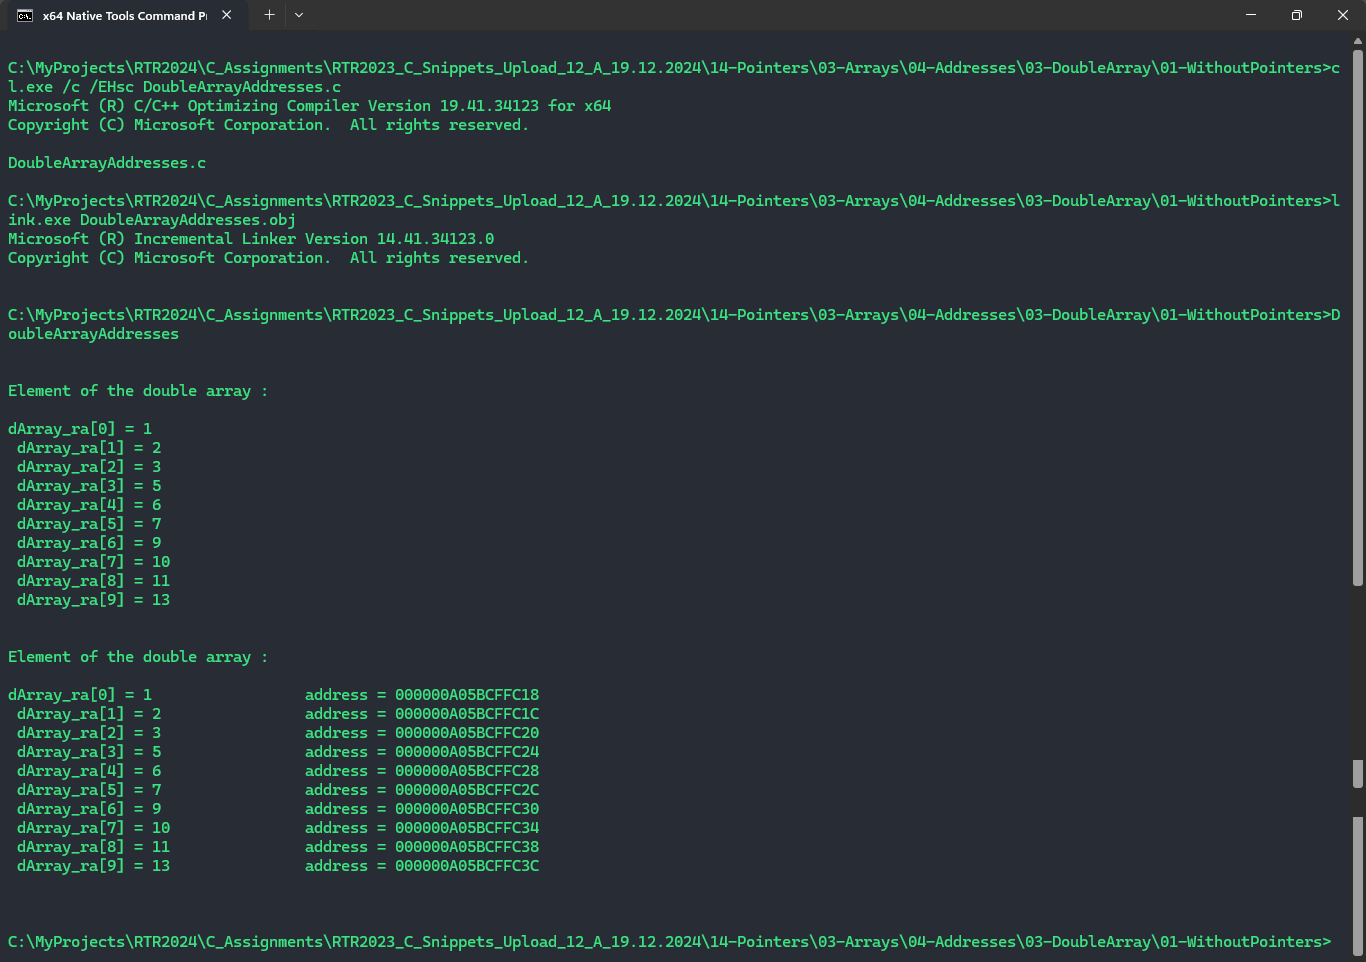 x64 Native Tools Command P
C:\MyProjects\RTR2024\C_Assignments\RTR2023_C_Snippets_Upload_12_A_19.12.2024\14-Pointers\03-Arrays\04-Addresses\03-DoubleArray\01-WithoutPointers>c
l.exe /c /EHsc DoubleArrayAddresses.c
Microsoft (R) C/C++ Optimizing Compiler Version 19.41.34123 for x64
Copyright (C) Microsoft Corporation.  All rights reserved.
DoubleArrayAddresses.c
C:\MyProjects\RTR2024\C_Assignments\RTR2023_C_Snippets_Upload_12_A_19.12.2024\14-Pointers\03-Arrays\04-Addresses\03-DoubleArray\01-WithoutPointers>l
ink.exe DoubleArrayAddresses.obj
Microsoft (R) Incremental Linker Version 14.41.34123.0
Copyright (C) Microsoft Corporation.  All rights reserved.
C:\MyProjects\RTR2024\C_Assignments\RTR2023_C_Snippets_Upload_12_A_19.12.2024\14-Pointers\03-Arrays\04-Addresses\03-DoubleArray\01-WithoutPointers>D
oubleArrayAddresses
Element of the double array :
dArray_ra[0] = 1
dArray_ra[1] = 2
dArray_ra[2] = 3
dArray_ra[3] = 5
dArray_ra[4] = 6
dArray_ra[5] = 7
dArray_ra[6] = 9
dArray_ra[7] = 10
dArray_ra[8] = 11
dArray_ra[9] = 13
Element of the double array :
dArray_ra[0] = 1 address = 000000A05BCFFC18
dArray_ra[1] = 2 address = 000000A05BCFFC1C
dArray_ra[2] = 3 address = 000000A05BCFFC20
dArray_ra[3] = 5 address = 000000A05BCFFC24
dArray_ra[4] = 6 address = 000000A05BCFFC28
dArray_ra[5] = 7 address = 000000A05BCFFC2C
dArray_ra[6] = 9 address = 000000A05BCFFC30
dArray_ra[7] = 10 address = 000000A05BCFFC34
dArray_ra[8] = 11 address = 000000A05BCFFC38
dArray_ra[9] = 13 address = 000000A05BCFFC3C
C:\MyProjects\RTR2024\C_Assignments\RTR2023_C_Snippets_Upload_12_A_19.12.2024\14-Pointers\03-Arrays\04-Addresses\03-DoubleArray\01-WithoutPointers>